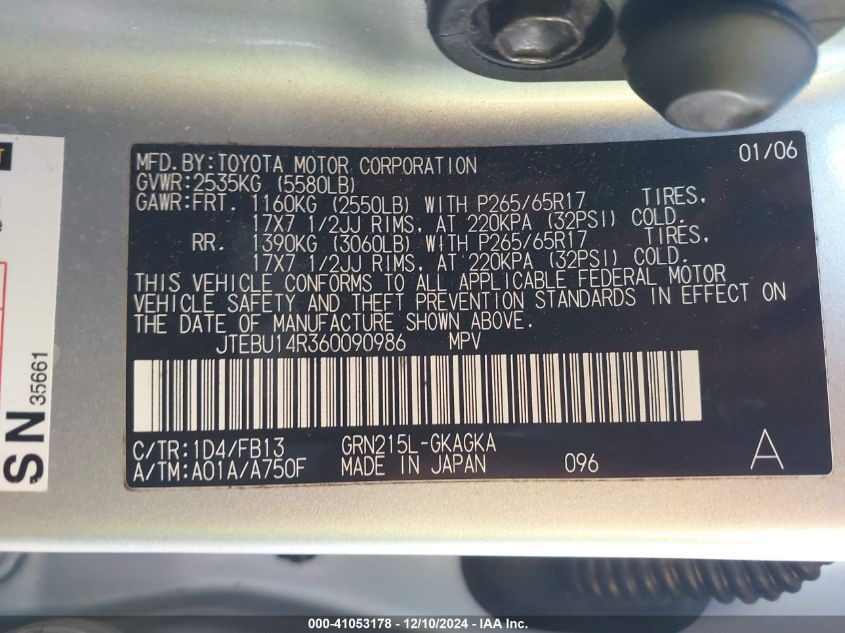 MFD.BY:TOYOTA MOTOR CORPORATION 01/06
GVWR:2535KG (5580LB)
GAWR:FRT. 1160KG (2550LB) WITH P265/65R17 TIRES,
17X7 1/2JJ RIMS, AT 220KPA (32PSI) COLD.
RR. 1390KG (3060LB) WITH P265/65R17 TIRES,
17X7 1/2JJ RIMS, AT 220KPA (32PSI) COLD.
THIS VEHICLE CONFORMS TO ALL APPLICABLE FEDERAL MOTOR
VEHICLE SAFETY AND THEFT PREVENTION STANDARDS IN EFFECT ON
THE DATE OF MANUFACTURE SHOWN ABOVE.
JTEBU14R360090986 MPV
C/TR:1D4/FB13 GRN215L-GKAGKA
A/TM:A01A/A750F MADE IN JAPAN 096 A
SN 35661
000-41053178 - 12/10/2024 - IAA Inc.